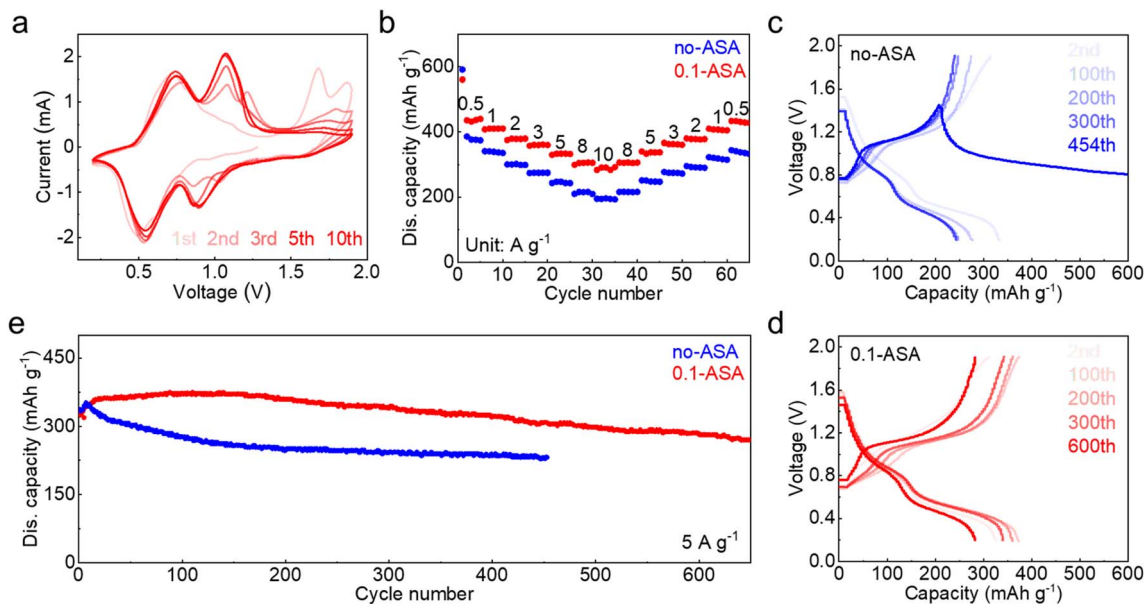 a
2
1
0
-1
-2
Current (mA)
0.5
1.0
1.5
2.0
Voltage (V)
1st 2nd 3rd 5th 10th
b
600
400
200
0
Dis. capacity (mAh g⁻¹)
no-ASA
0.1-ASA
0.5 1 2 3 5 8 10 8 5 3 2 1 0.5
Unit: A g⁻¹
0 10 20 30 40 50 60
Cycle number
c
2.0
1.6
1.2
0.8
0.4
0.0
Voltage (V)
no-ASA
2nd
100th
200th
300th
454th
0 100 200 300 400 500 600
Capacity (mAh g⁻¹)
e
450
300
150
0
Dis. capacity (mAh g⁻¹)
no-ASA
0.1-ASA
5 A g⁻¹
0 100 200 300 400 500 600
Cycle number
d
2.0
1.6
1.2
0.8
0.4
0.0
Voltage (V)
0.1-ASA
2nd
100th
200th
300th
600th
0 100 200 300 400 500 600
Capacity (mAh g⁻¹)